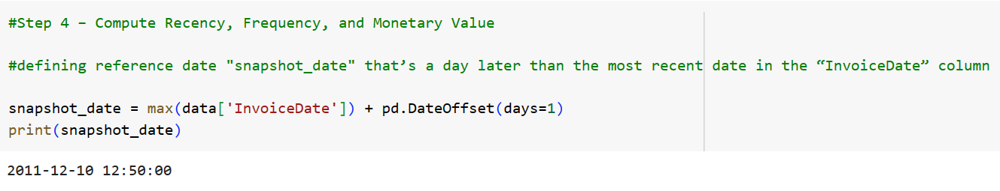 #Step 4 – Compute Recency, Frequency, and Monetary Value
#defining reference date "snapshot_date" that’s a day later than the most recent date in the “InvoiceDate” column
snapshot_date = max(data['InvoiceDate']) + pd.DateOffset(days=1)
print(snapshot_date)
2011-12-10 12:50:00